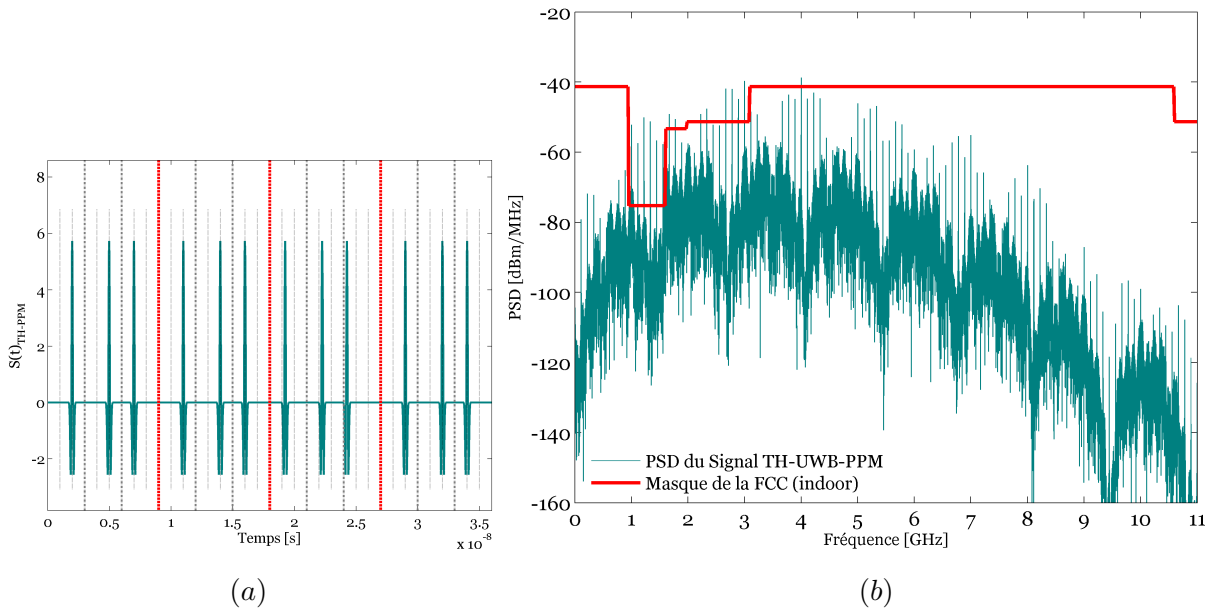 8
6
4
2
0
-2
S(t)TH-PPM
0 0.5 1 1.5 2 2.5 3 3.5
Temps [s]
x 10⁻⁸
(a)
-20
-40
-60
-80
-100
-120
-140
-160
PSD [dBm/MHz]
PSD du Signal TH-UWB-PPM
Masque de la FCC (indoor)
0 1 2 3 4 5 6 7 8 9 10 11
Fréquence [GHz]
(b)